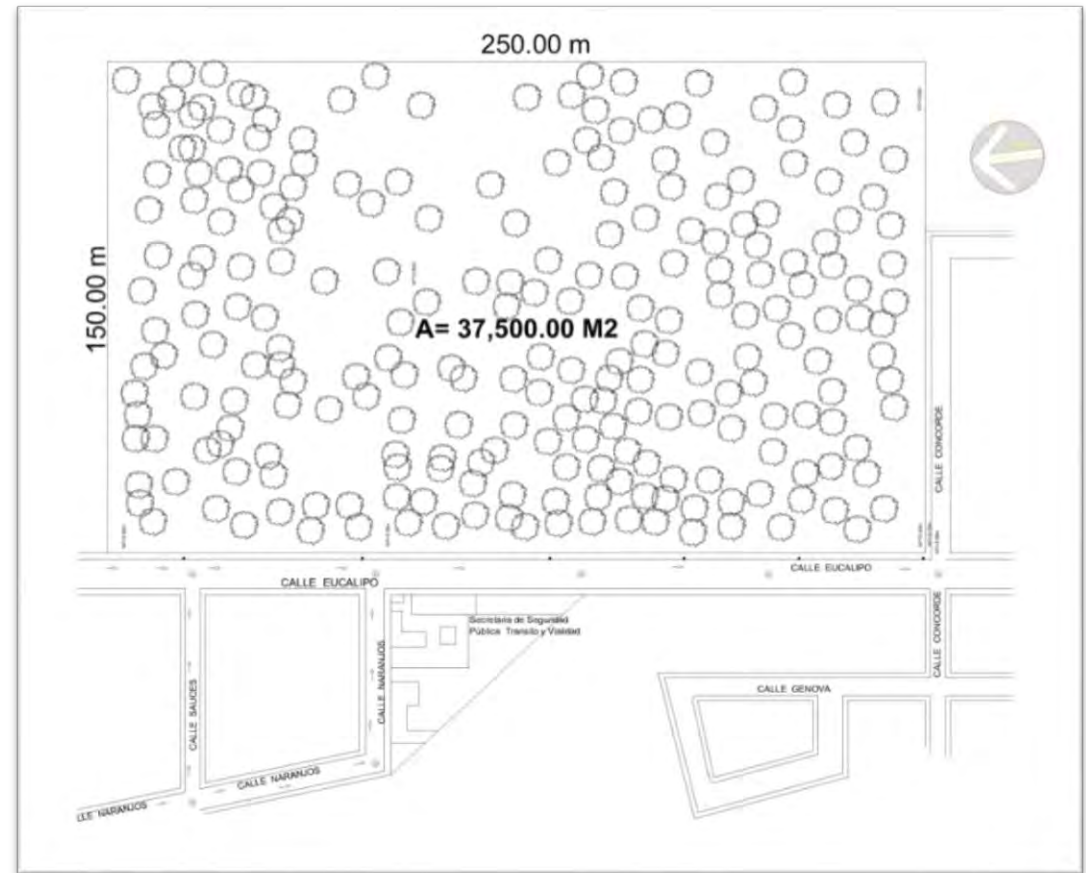 250.00 m
150.00 m
A= 37,500.00 M2
CALLE CONCORDE
CALLE EUCALIPO
CALLE EUCALIPO
Secretaria de Seguridad
Pública Transito y Vialidad
CALLE CONCORDE
CALLE NARANJOS
CALLE SAUCES
CALLE GENOVA
CALLE NARANJOS
LLE NARANJOS